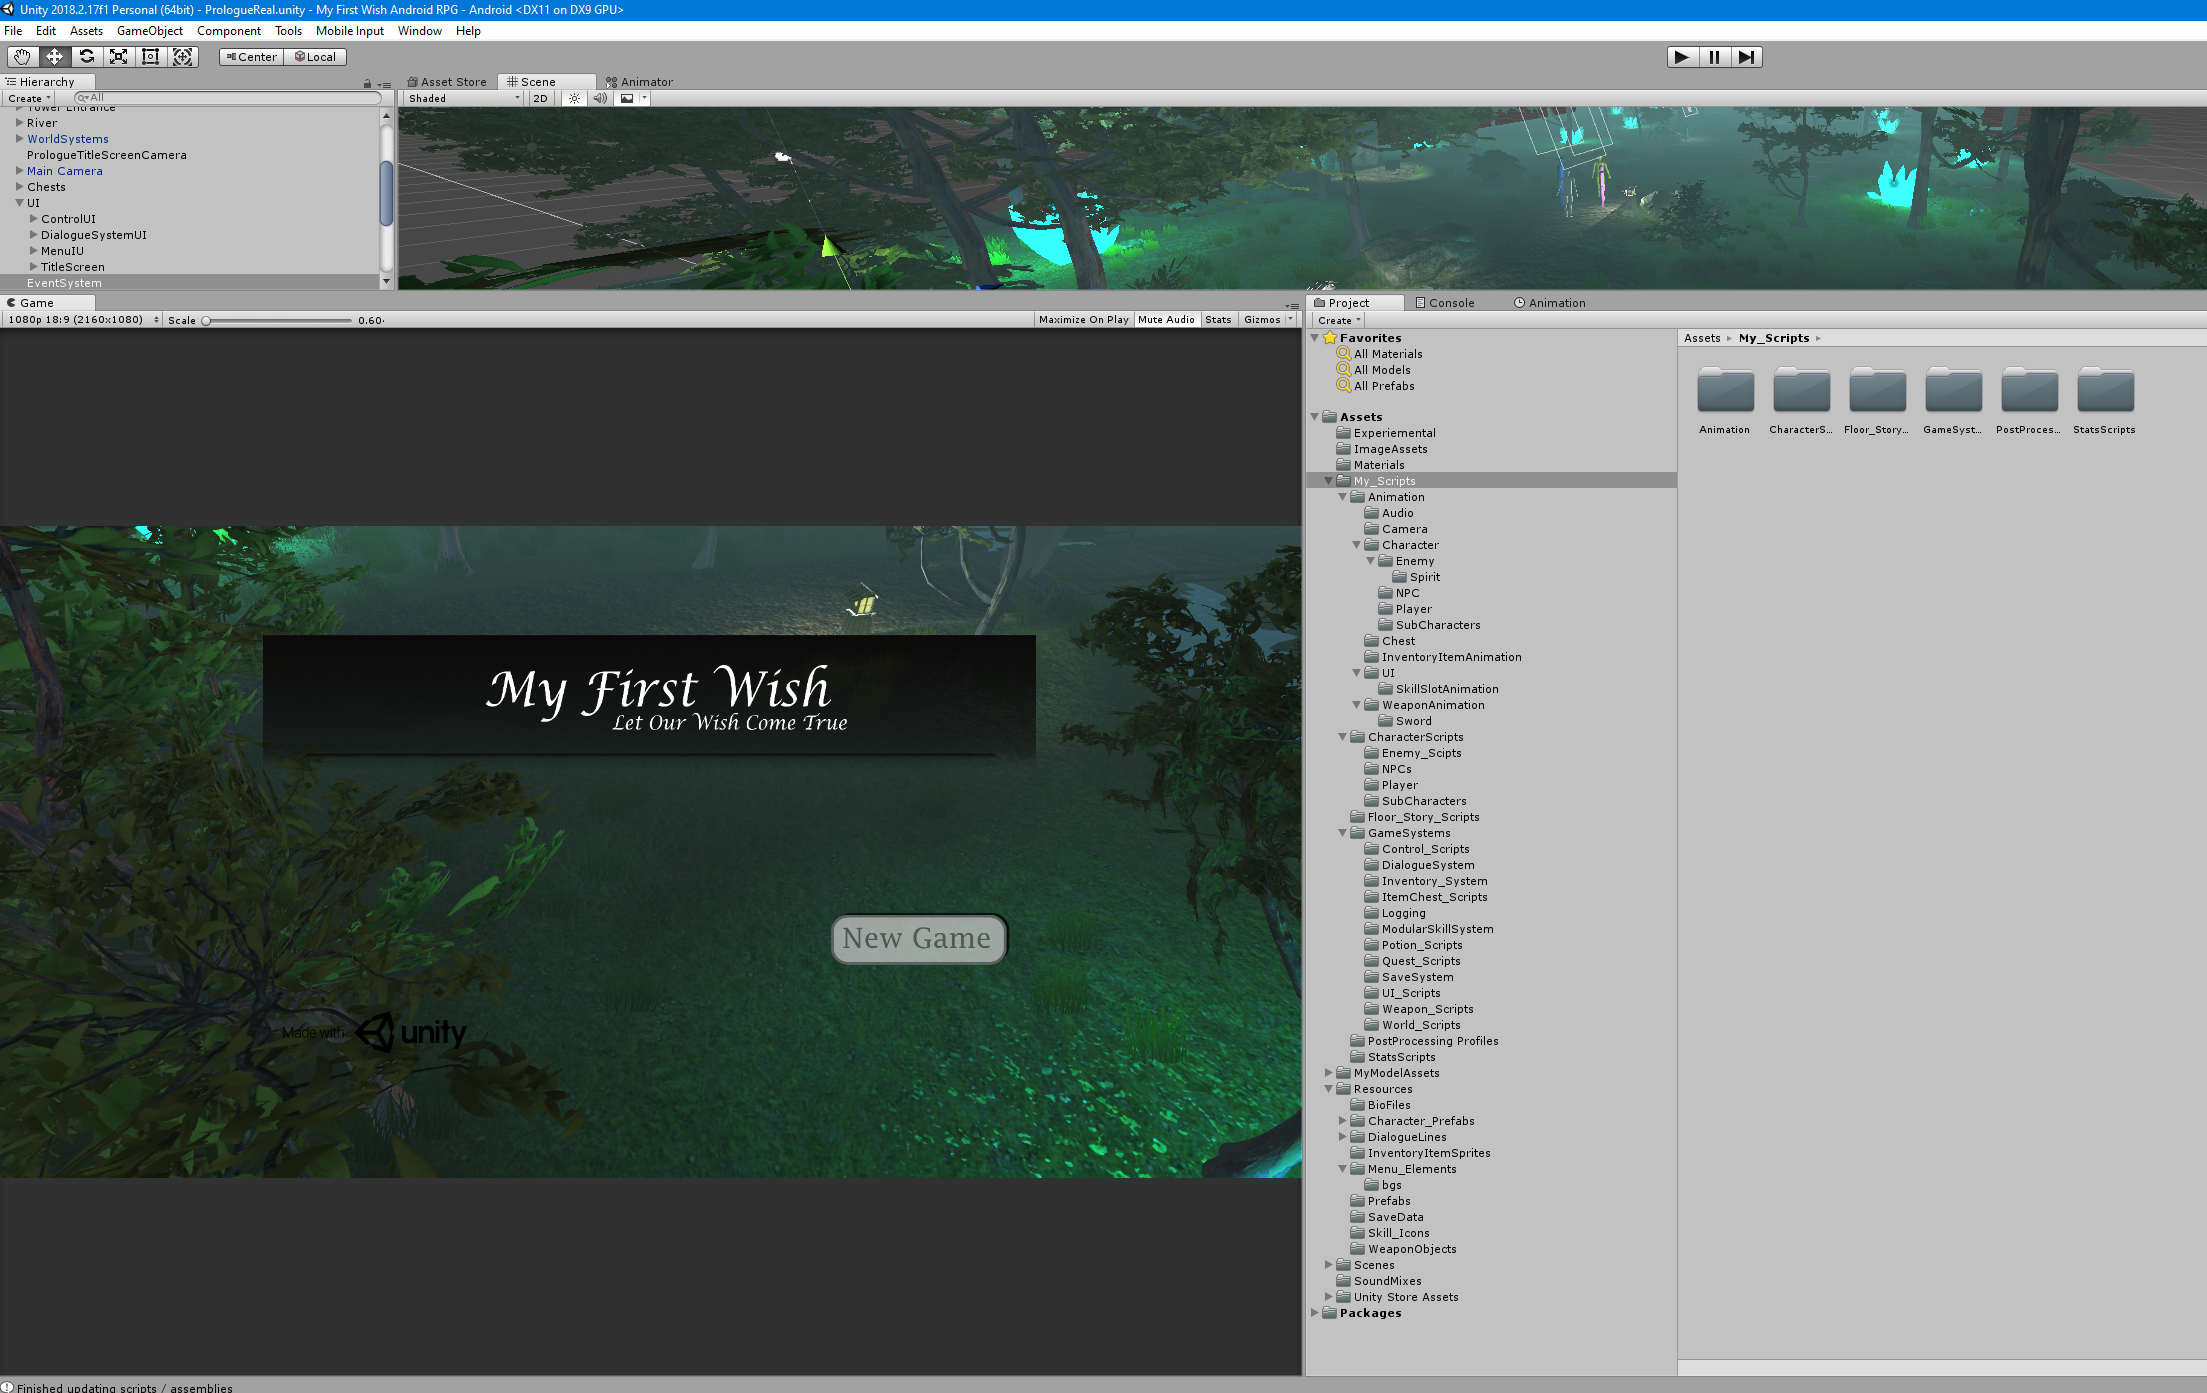 Unity 2018.2.17f1 Personal (64bit) - PrologueReal.unity - My First Wish Android RPG - Android <DX11 on DX9 GPU>
File Edit Assets GameObject Component Tools Mobile Input Window Help
Center Local
Hierarchy
Create All
Tower Entrance
River
WorldSystems
PrologueTitleScreenCamera
Main Camera
Chests
UI
ControlUI
DialogueSystemUI
MenuIU
TitleScreen
EventSystem
Asset Store Scene Animator
Shaded 2D
Game
1080p 18:9 (2160x1080) Scale 0.60 Maximize On Play Mute Audio Stats Gizmos
My First Wish
Let Our Wish Come True
New Game
Made with unity
Project Console Animation
Create
Favorites
All Materials
All Models
All Prefabs
Assets
Experiemental
ImageAssets
Materials
My_Scripts
Animation
Audio
Camera
Character
Enemy
Spirit
NPC
Player
SubCharacters
Chest
InventoryItemAnimation
UI
SkillSlotAnimation
WeaponAnimation
Sword
CharacterScripts
Enemy_Scipts
NPCs
Player
SubCharacters
Floor_Story_Scripts
GameSystems
Control_Scripts
DialogueSystem
Inventory_System
ItemChest_Scripts
Logging
ModularSkillSystem
Potion_Scripts
Quest_Scripts
SaveSystem
UI_Scripts
Weapon_Scripts
World_Scripts
PostProcessing Profiles
StatsScripts
MyModelAssets
Resources
BioFiles
Character_Prefabs
DialogueLines
InventoryItemSprites
Menu_Elements
bgs
Prefabs
SaveData
Skill_Icons
WeaponObjects
Scenes
SoundMixes
Unity Store Assets
Packages
Assets My_Scripts
Animation CharacterS... Floor_Story... GameSyst... PostProces... StatsScripts
Finished updating scripts / assemblies